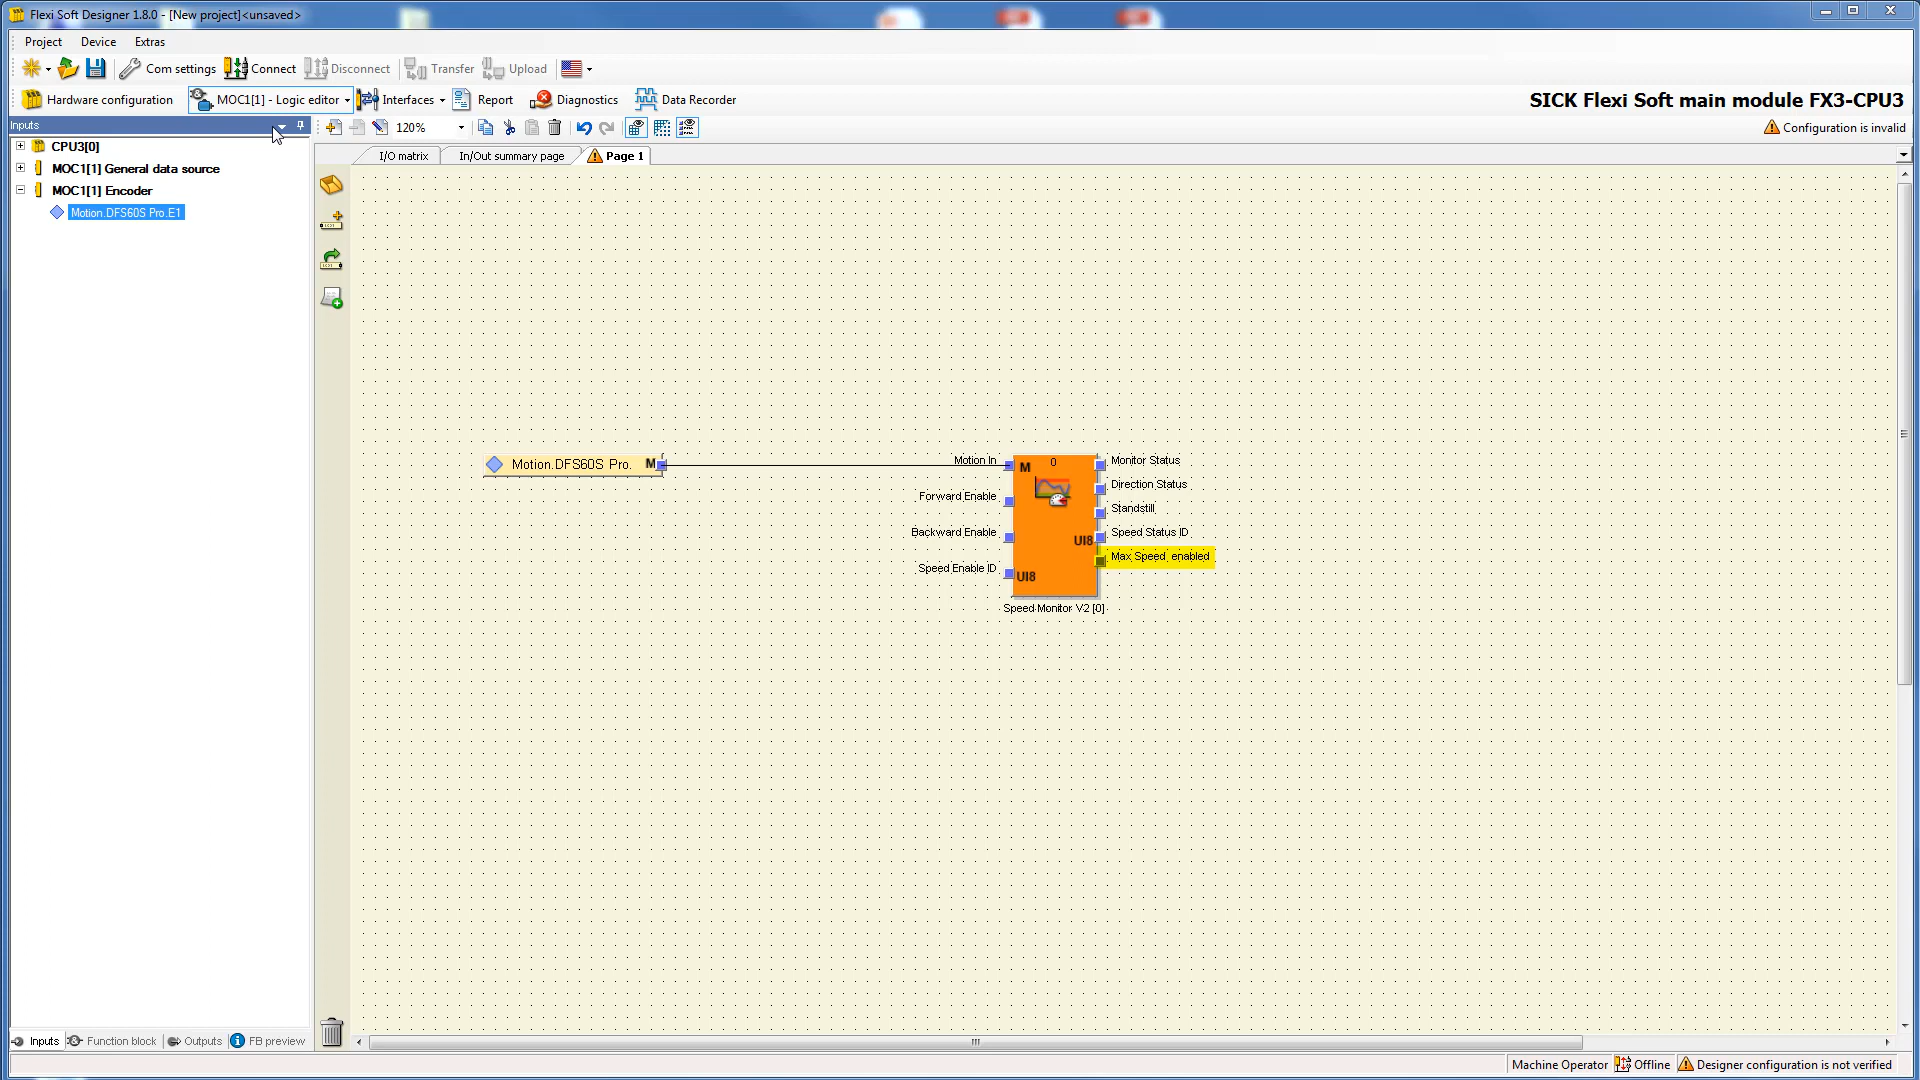 Flexi Soft Designer 1.8.0 - [New project]<unsaved>
Project Device Extras
Com settings Connect Disconnect Transfer Upload
Hardware configuration MOC1[1] - Logic editor Interfaces Report Diagnostics Data Recorder SICK Flexi Soft main module FX3-CPU3
Inputs 120% Configuration is invalid
CPU3[0]
MOC1[1] General data source
MOC1[1] Encoder
Motion.DFS60S Pro.E1
I/O matrix In/Out summary page Page 1
Motion.DFS60S Pro. M
Motion In M 0 Monitor Status
Direction Status
Forward Enable
Standstill
Backward Enable UI8 Speed Status ID
Max Speed enabled
Speed Enable ID UI8
Speed Monitor V2 [0]
Inputs Function block Outputs FB preview
Machine Operator Offline Designer configuration is not verified